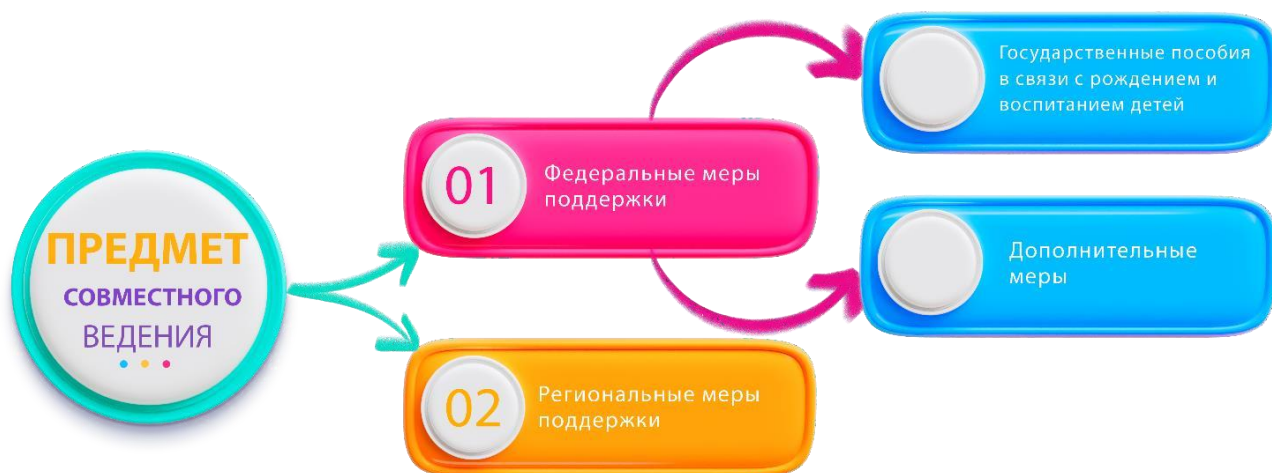 ПРЕДМЕТ
СОВМЕСТНОГО
ВЕДЕНИЯ
01
Федеральные меры
поддержки
Государственные пособия
в связи с рождением и
воспитанием детей
Дополнительные
меры
02
Региональные меры
поддержки